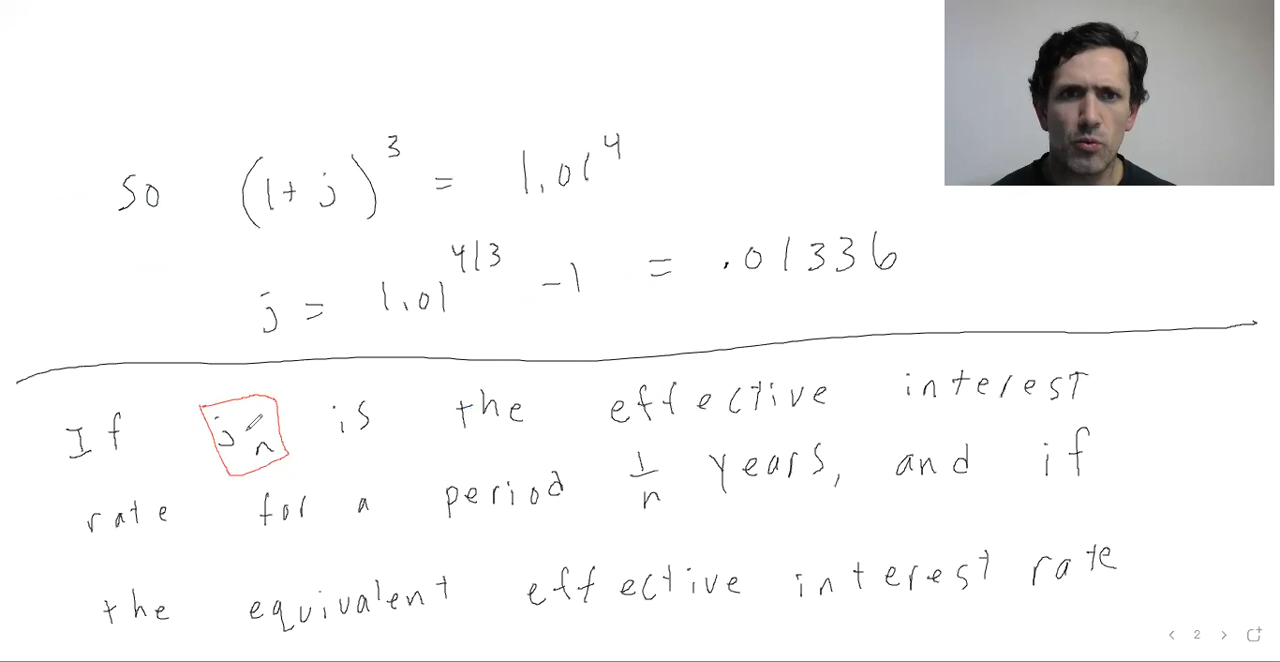 So (1+j)^3 = 1.01^4
j = 1.01^4/3 - 1 = .01336
If j_n is the effective interest
rate for a period 1/n years, and if
the equivalent effective interest rate
< 2 >